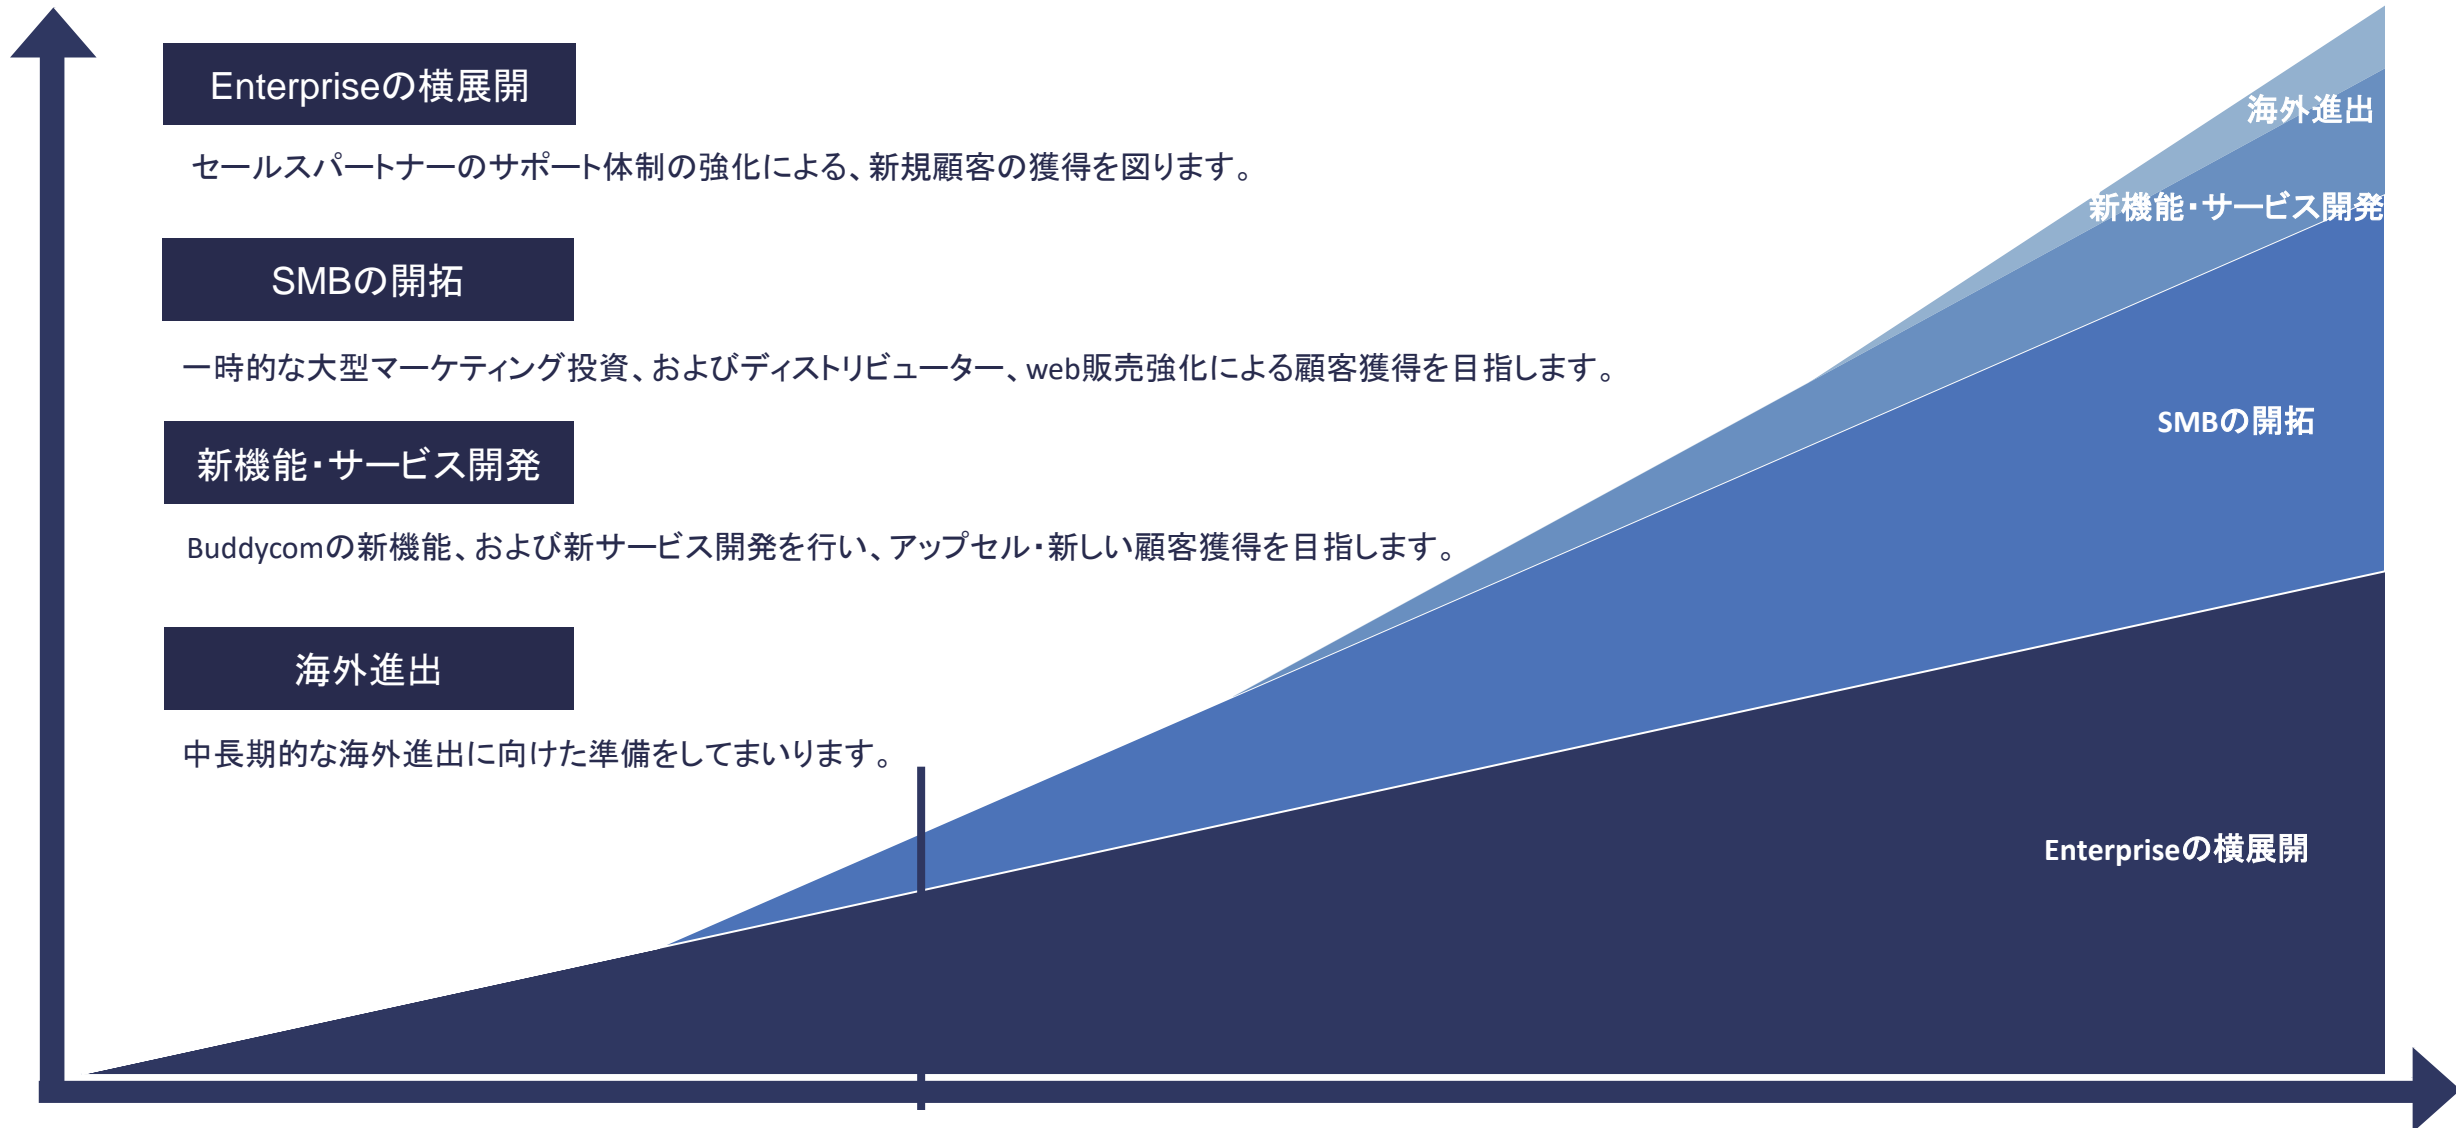 Enterpriseの横展開
セールスパートナーのサポート体制の強化による、新規顧客の獲得を図ります。
SMBの開拓
一時的な大型マーケティング投資、およびディストリビューター、web販売強化による顧客獲得を目指します。
新機能・サービス開発
Buddycomの新機能、および新サービス開発を行い、アップセル・新しい顧客獲得を目指します。
海外進出
中長期的な海外進出に向けた準備をしてまいります。
海外進出
新機能・サービス開発
SMBの開拓
Enterpriseの横展開